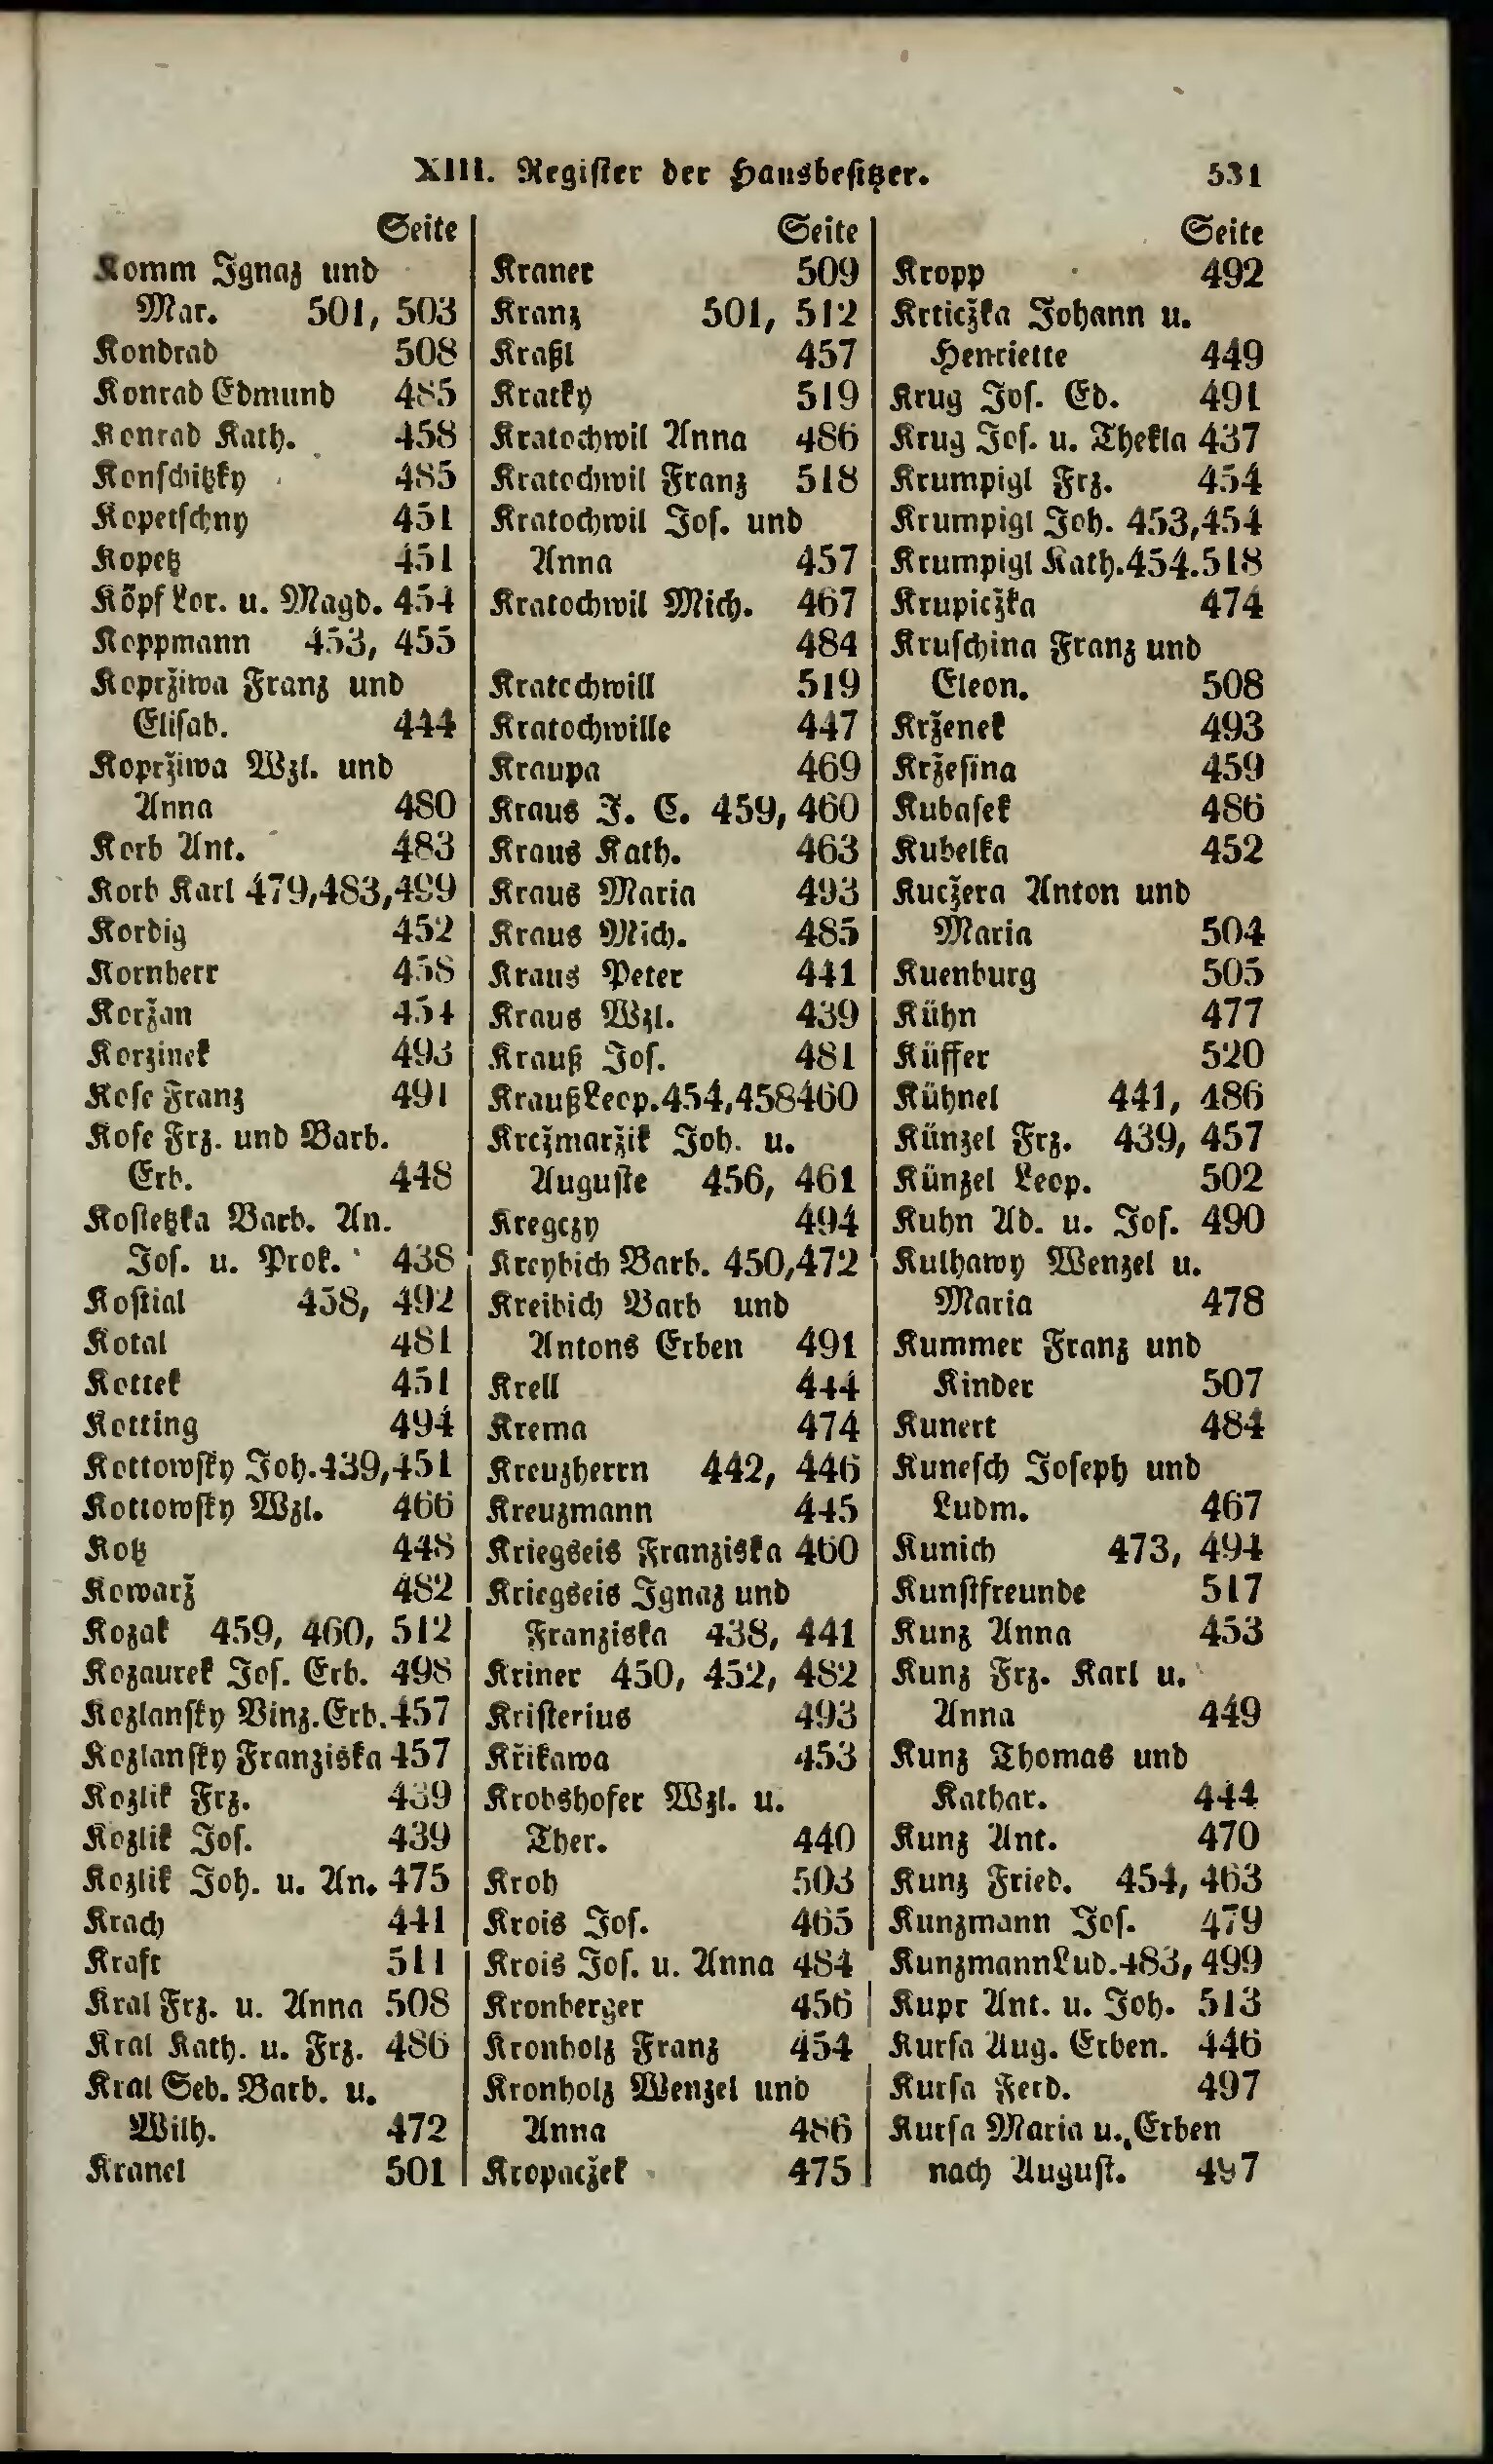 XIII. Register der Hausbesitzer. 531
Seite
Komm Ignaz und
Mar. 501, 503
Kondrad 508
Konrad Edmund 485
Konrad Kath. 458
Konschitzky 485
Kopetschny 451
Kopetz 451
Köpf Lor. u. Magd. 454
Koppmann 453, 455
Koprziwa Franz und
Elisab. 444
Koprživa Wzl. und
Anna 480
Korb Ant. 483
Korb Karl 479,483,499
Kordig 452
Kornherr 458
Koržan 454
Korzinek 493
Kose Franz 491
Kose Frz. und Barb.
Erb. 448
Kostetzka Barb. An.
Jos. u. Prok. 438
Kostial 458, 492
Kotal 481
Kottek 451
Kotting 494
Kottowsky Joh.439,451
Kottowsky Wzl. 466
Kotz 448
Kowarž 482
Kozak 459, 460, 512
Kozaurek Jos. Erb. 498
Kozlansky Vinz.Erb.457
Kozlansky Franziska 457
Kozlik Frz. 439
Kozlik Jos. 439
Kozlik Joh. u. An. 475
Krach 441
Kraft 511
Kral Frz. u. Anna 508
Kral Kath. u. Frz. 486
Kral Seb. Barb. u.
Wilh. 472
Kranel 501
Seite
Kraner 509
Kranz 501, 512
Kraßl 457
Kratky 519
Kratochwil Anna 486
Kratochwil Franz 518
Kratochwil Jos. und
Anna 457
Kratochwil Mich. 467
484
Kratochwill 519
Kratochwille 447
Kraupa 469
Kraus J. C. 459, 460
Kraus Kath. 463
Kraus Maria 493
Kraus Mich. 485
Kraus Peter 441
Kraus Wzl. 439
Krauß Jos. 481
Krauß Leop.454,458460
Krczmaržik Joh. u.
Auguste 456, 461
Kregczy 494
Kreybich Barb. 450,472
Kreibich Barb und
Antons Erben 491
Krell 444
Krema 474
Kreuzherrn 442, 446
Kreuzmann 445
Kriegseis Franziska 460
Kriegseis Ignaz und
Franziska 438, 441
Kriner 450, 452, 482
Kristerius 493
Křikawa 453
Krobshofer Wzl. u.
Ther. 440
Kroh 503
Krois Jos. 465
Krois Jos. u. Anna 484
Kronberger 456
Kronholz Franz 454
Kronholz Wenzel und
Anna 486
Kropaczek 475
Seite
Kropp 492
Krticžka Johann u.
Henriette 449
Krug Jos. Ed. 491
Krug Jos. u. Thekla 437
Krumpigl Frz. 454
Krumpigl Joh. 453,454
Krumpigl Kath.454.518
Krupicžka 474
Kruschina Franz und
Eleon. 508
Krženek 493
Kržesina 459
Kubasek 486
Kubelka 452
Kucžera Anton und
Maria 504
Kuenburg 505
Kühn 477
Küffer 520
Kühnel 441, 486
Künzel Frz. 439, 457
Künzel Leop. 502
Kuhn Ad. u. Jos. 490
Kulhawy Wenzel u.
Maria 478
Kummer Franz und
Kinder 507
Kunert 484
Kunesch Joseph und
Ludm. 467
Kunich 473, 494
Kunstfreunde 517
Kunz Anna 453
Kunz Frz. Karl u.
Anna 449
Kunz Thomas und
Kathar. 444
Kunz Ant. 470
Kunz Fried. 454, 463
Kunzmann Jos. 479
Kunzmann Lud.483, 499
Kupr Ant. u. Joh. 513
Kursa Aug. Erben. 446
Kursa Ferd. 497
Kursa Maria u. Erben
nach August. 497